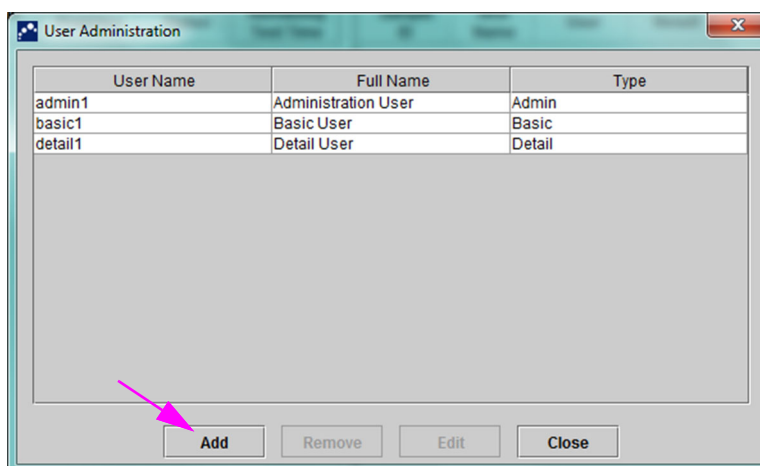 User Administration
User Name Full Name Type
admin1 Administration User Admin
basic1 Basic User Basic
detail1 Detail User Detail
Add Remove Edit Close